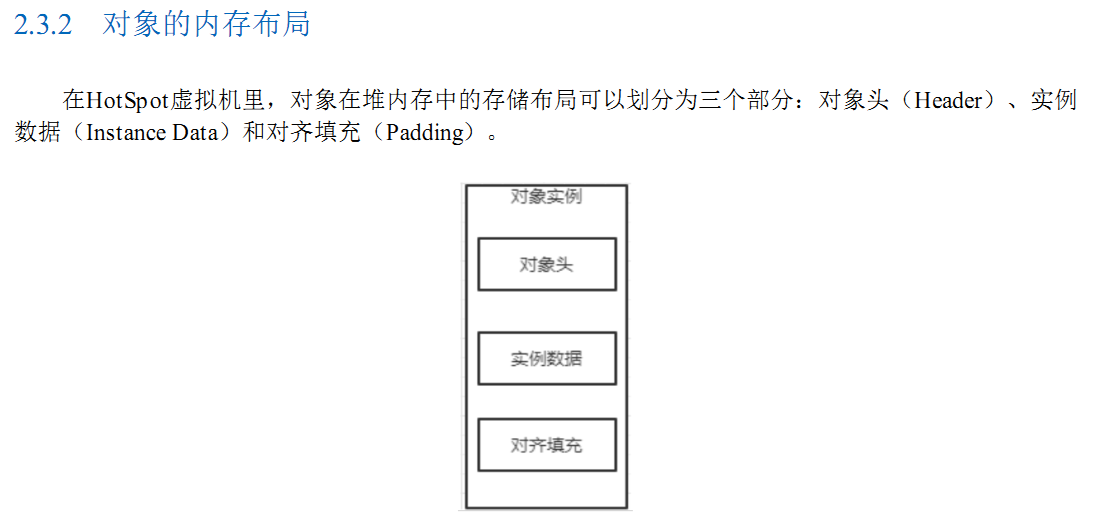 2.3.2 对象的内存布局
在HotSpot虚拟机里，对象在堆内存中的存储布局可以划分为三个部分：对象头（Header）、实例
数据（Instance Data）和对齐填充（Padding）。
对象实例
对象头
实例数据
对齐填充